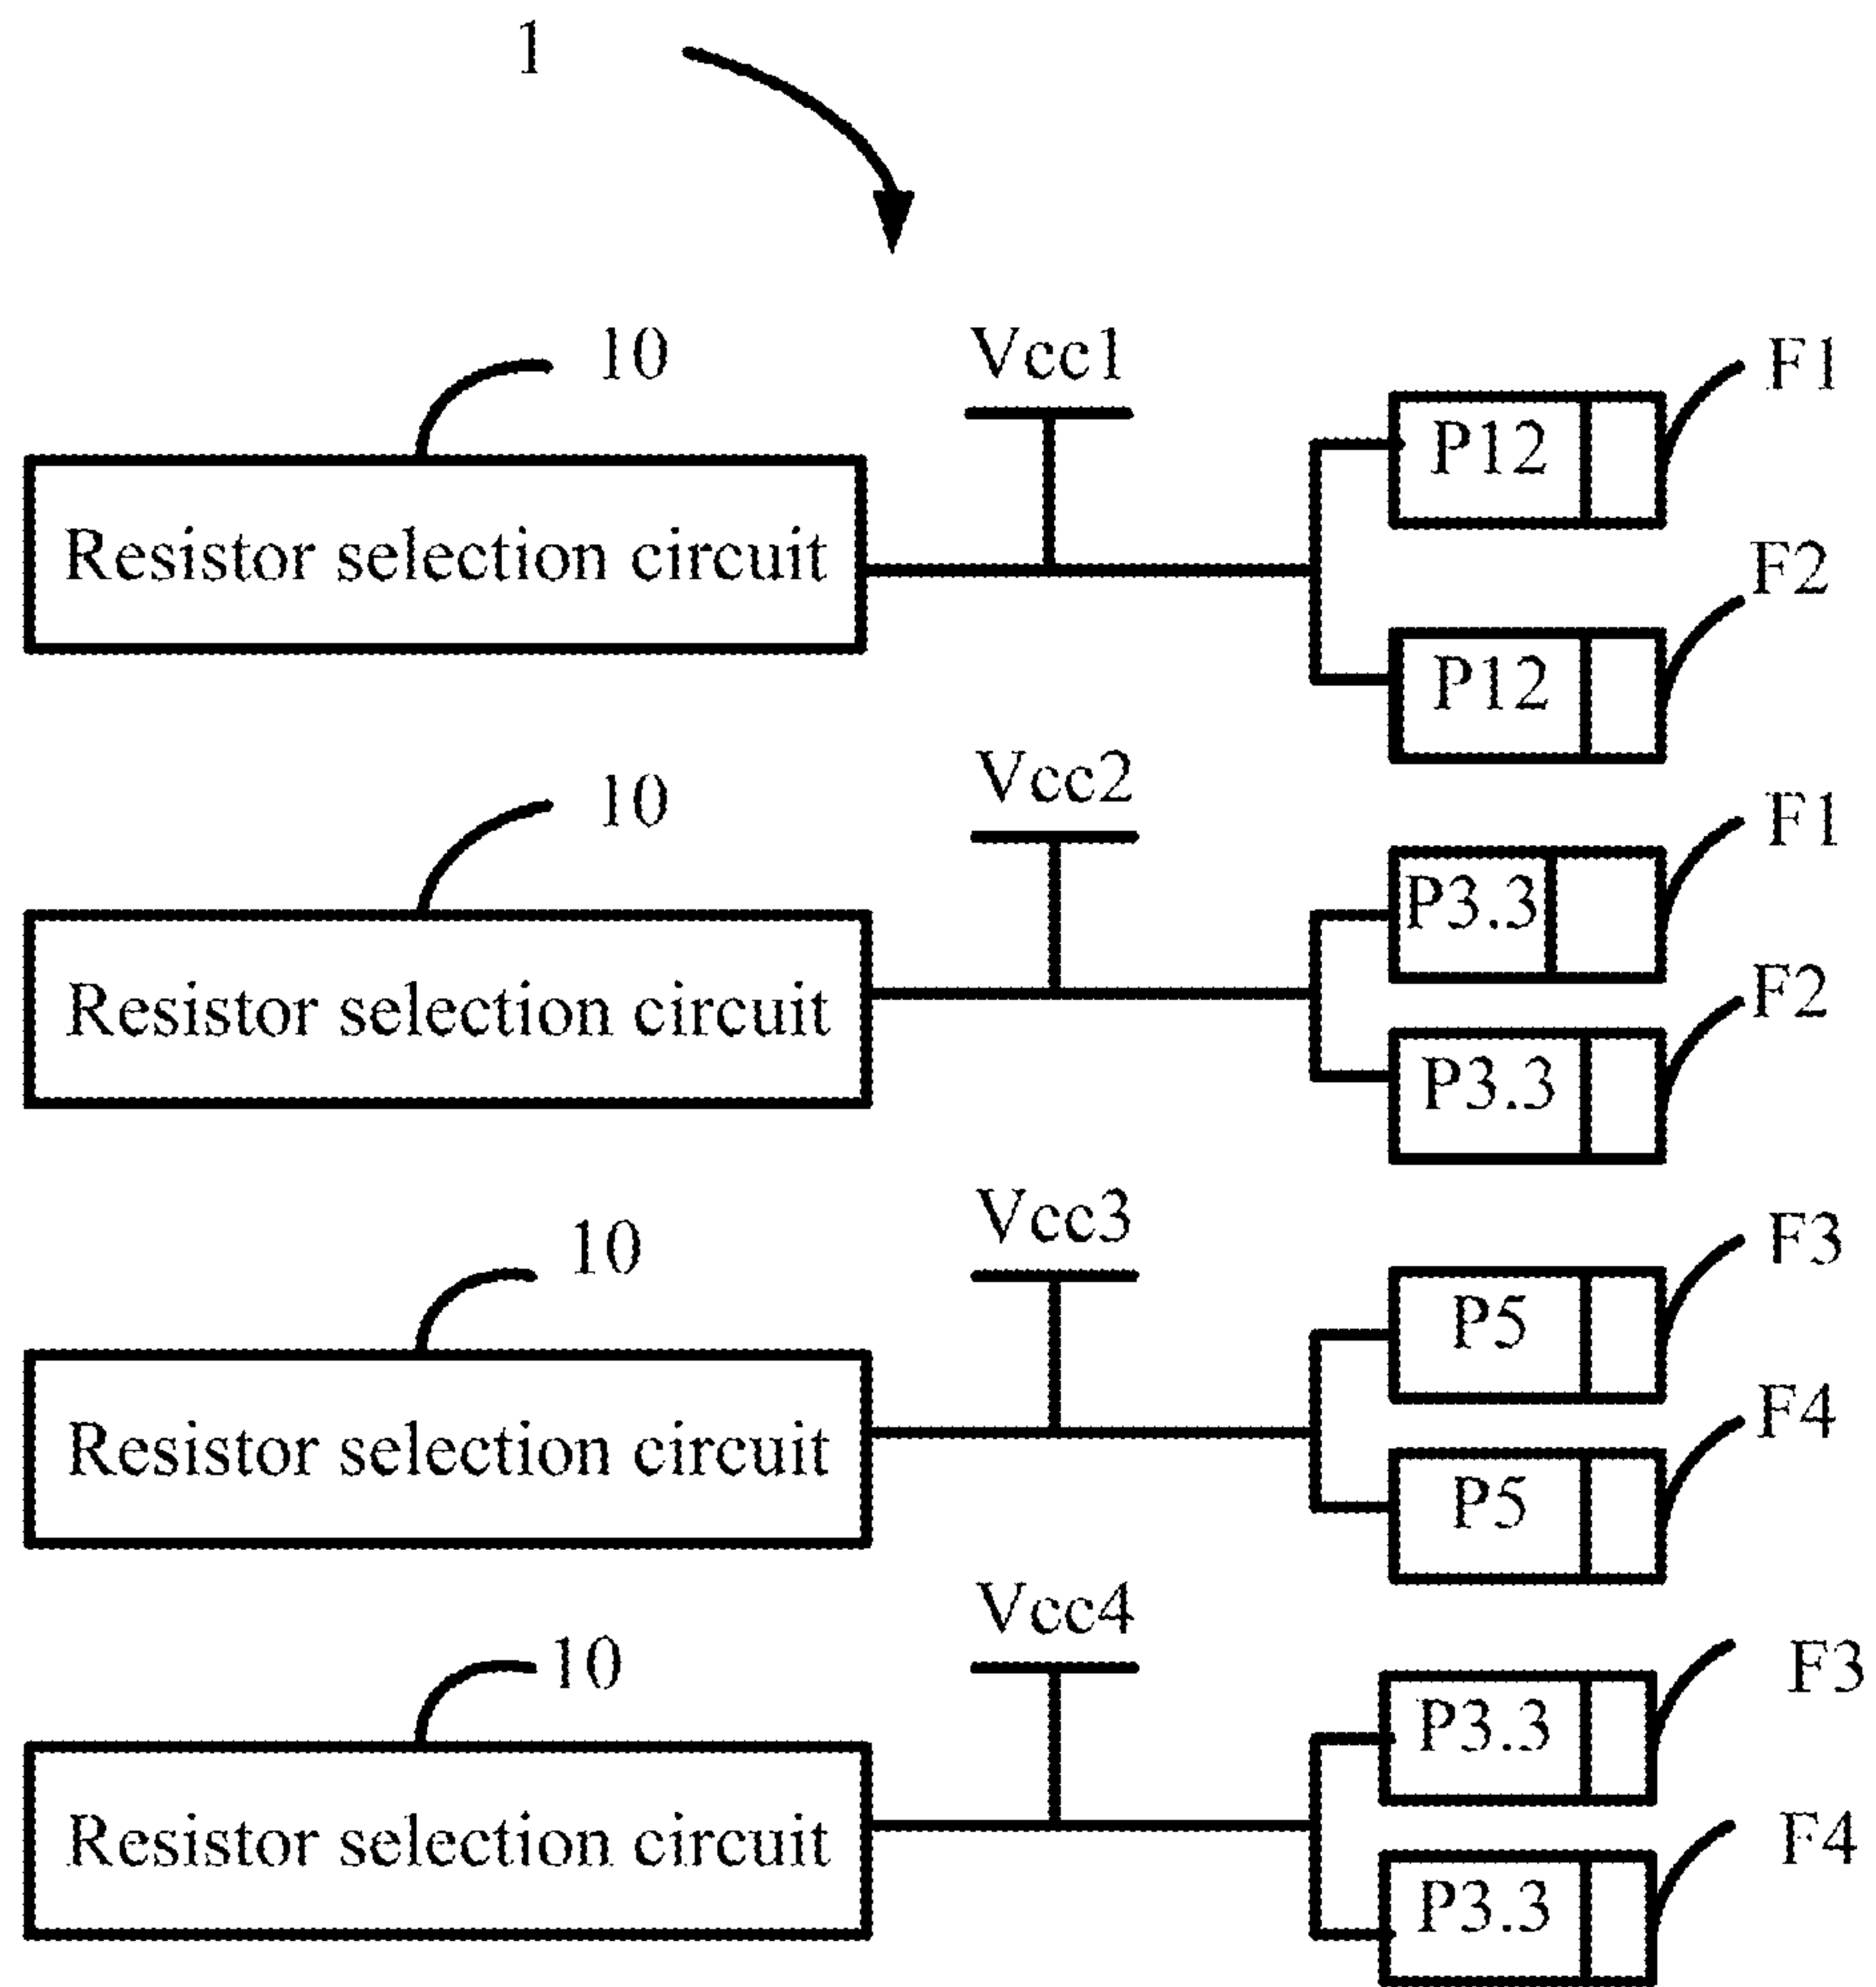 1
10
Vcc1
F1
P12
Resistor selection circuit
F2
P12
10
Vcc2
F1
P3.3
Resistor selection circuit
F2
P3.3
10
Vcc3
F3
P5
Resistor selection circuit
F4
P5
10
Vcc4
F3
P3.3
Resistor selection circuit
F4
P3.3